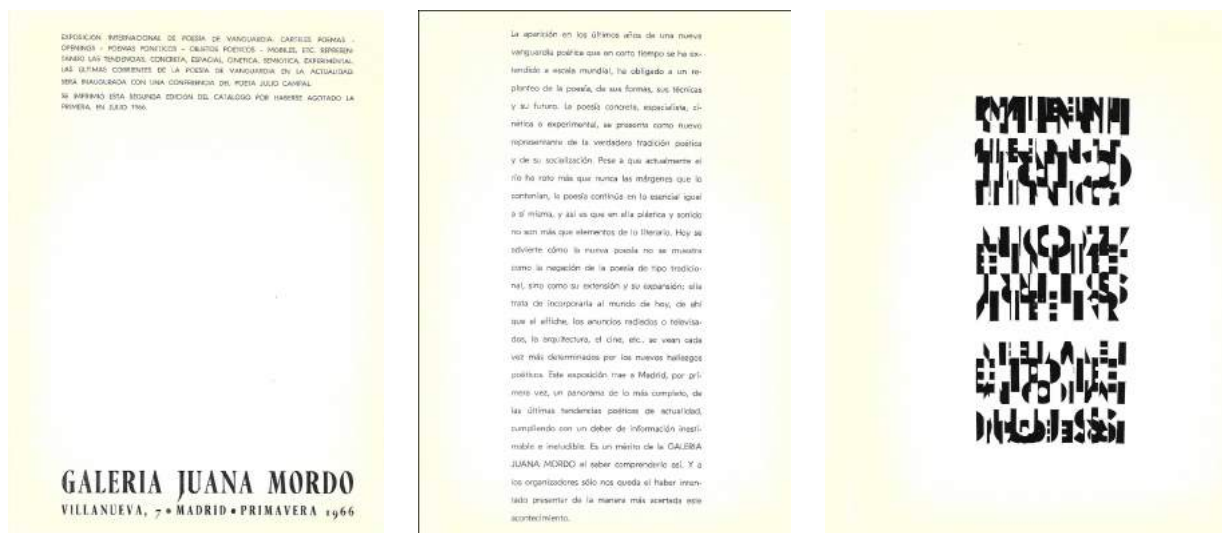 EXPOSICIÓN INTERNACIONAL DE POESIA DE VANGUARDIA. CARTELES POEMAS -
OPENINGS - POEMAS FONETICOS - OBJETOS POETICOS - MOBILES, ETC. REPRESEN-
TANDO LAS TENDENCIAS: CONCRETA, ESPACIAL, CINETICA, SEMIOTICA, EXPERIMENTAL.
LAS ULTIMAS CORRIENTES DE LA POESIA DE VANGUARDIA EN LA ACTUALIDAD.
SERA INAUGURADA CON UNA CONFERENCIA DEL POETA JULIO CAMPAL.
SE IMPRIMIO ESTA SEGUNDA EDICION DEL CATALOGO POR HABERSE AGOTADO LA
PRIMERA, EN JULIO 1966.
GALERIA JUANA MORDO
VILLANUEVA, 7 • MADRID • PRIMAVERA 1966
La aparición en los últimos años de una nueva
vanguardia poética que en corto tiempo se ha ex-
tendido a escala mundial, ha obligado a un re-
planteo de la poesía, de sus formas, sus técnicas
y su futuro. La poesía concreta, espacialista, ci-
nética o experimental, se presenta como nuevo
representante de la verdadera tradición poética
y de su socialización. Pese a que actualmente el
río ha roto más que nunca las márgenes que lo
contenían, la poesía continúa en lo esencial igual
a sí misma, y así es que en ella plástica y sonido
no son más que elementos de lo literario. Hoy se
advierte cómo la nueva poesía no se muestra
como la negación de la poesía de tipo tradicio-
nal, sino como su extensión y su expansión; ella
trata de incorporarla al mundo de hoy, de ahí
que el affiche, los anuncios radiados o televisa-
dos, la arquitectura, el cine, etc., se vean cada
vez más determinados por los nuevos hallazgos
poéticos. Este exposición trae a Madrid, por pri-
mera vez, un panorama de lo más completo, de
las últimas tendencias poéticas de actualidad,
cumpliendo con un deber de información inesti-
mable e ineludible. Es un mérito de la GALERIA
JUANA MORDO el saber comprenderlo así. Y a
los organizadores sólo nos queda el haber inten-
tado presentar de la manera más acertada este
acontecimiento.